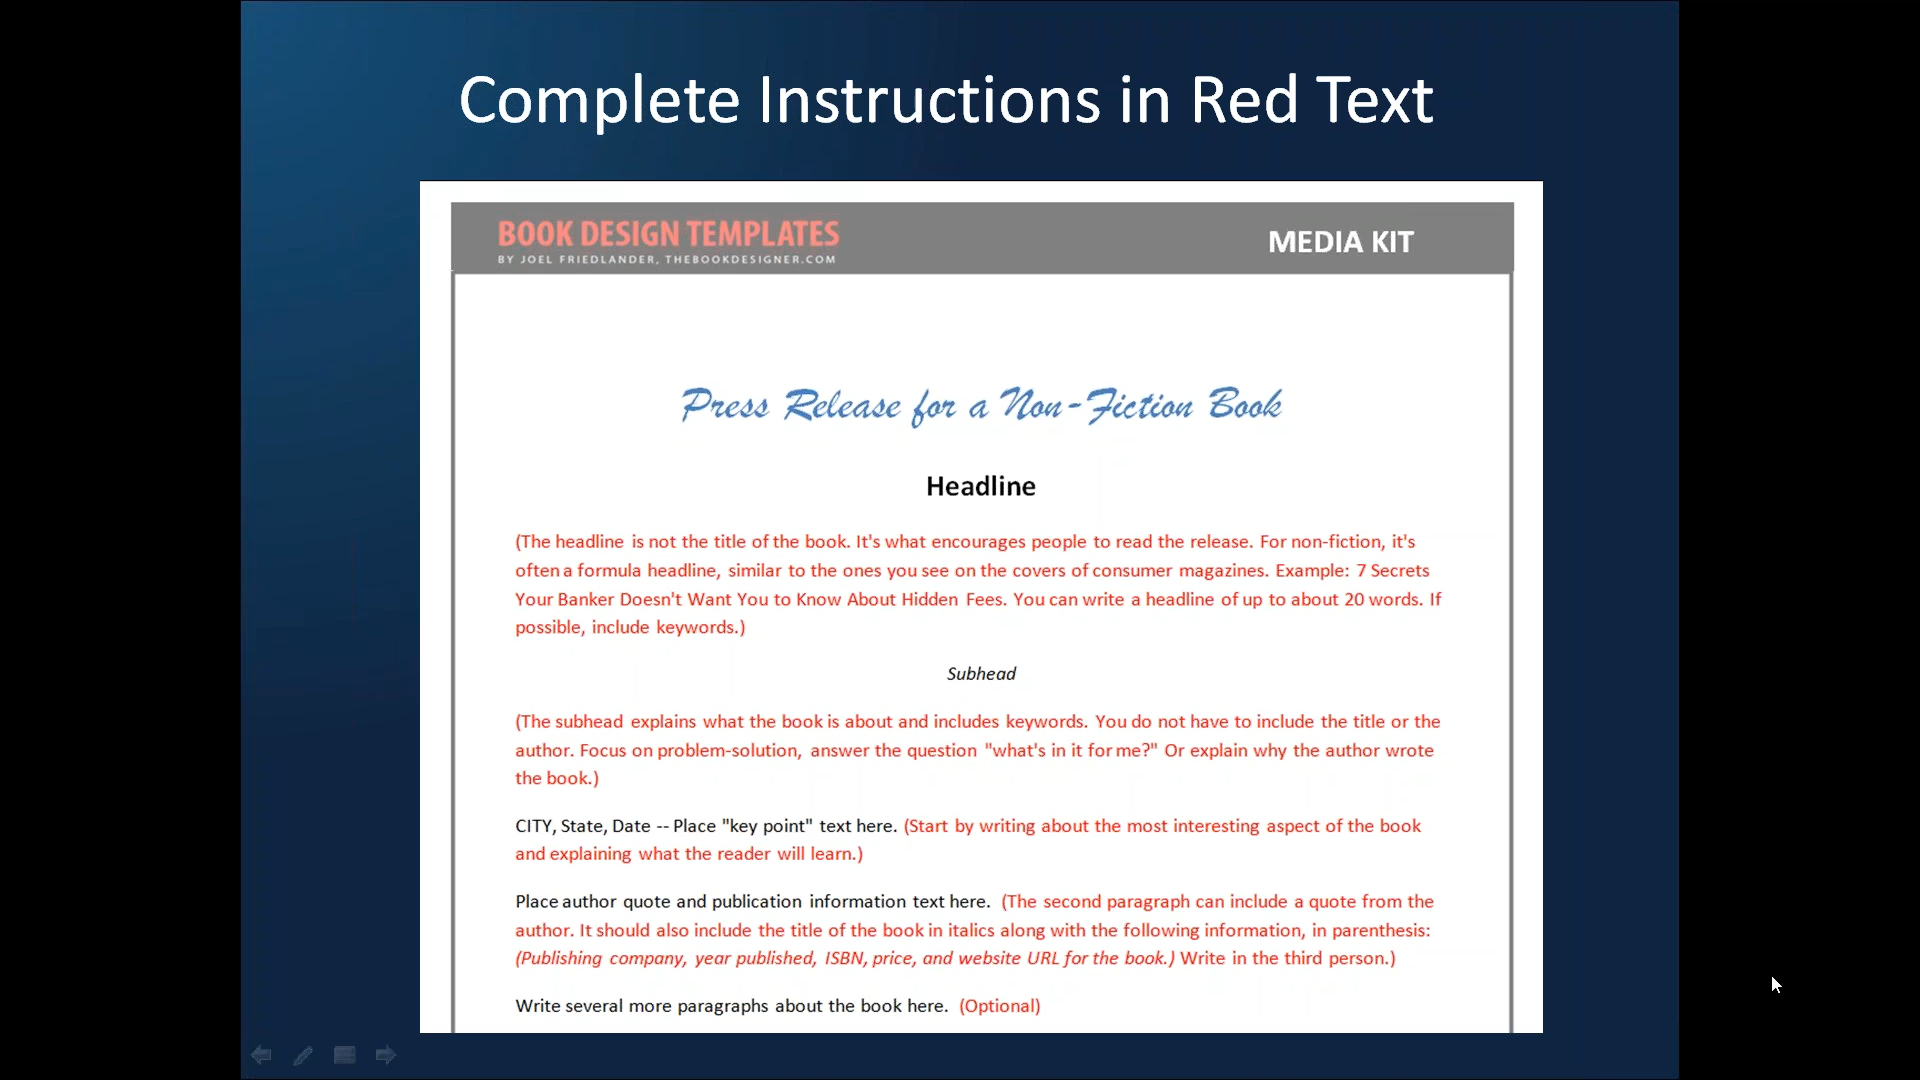 Complete Instructions in Red Text
BOOK DESIGN TEMPLATES
BY JOEL FRIEDLANDER, THEBOOKDESIGNER.COM
MEDIA KIT
Press Release for a Non-Fiction Book
Headline
(The headline is not the title of the book. It's what encourages people to read the release. For non-fiction, it's
often a formula headline, similar to the ones you see on the covers of consumer magazines. Example: 7 Secrets
Your Banker Doesn't Want You to Know About Hidden Fees. You can write a headline of up to about 20 words. If
possible, include keywords.)
Subhead
(The subhead explains what the book is about and includes keywords. You do not have to include the title or the
author. Focus on problem-solution, answer the question "what's in it for me?" Or explain why the author wrote
the book.)
CITY, State, Date -- Place "key point" text here. (Start by writing about the most interesting aspect of the book
and explaining what the reader will learn.)
Place author quote and publication information text here. (The second paragraph can include a quote from the
author. It should also include the title of the book in italics along with the following information, in parenthesis:
(Publishing company, year published, ISBN, price, and website URL for the book.) Write in the third person.)
Write several more paragraphs about the book here. (Optional)